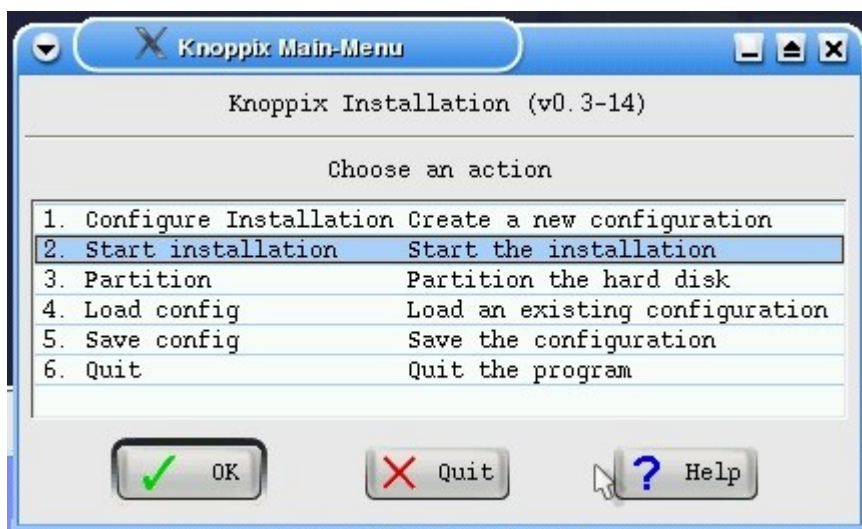 Knoppix Main-Menu
Knoppix Installation (v0.3-14)
Choose an action
1. Configure Installation Create a new configuration
2. Start installation Start the installation
3. Partition Partition the hard disk
4. Load config Load an existing configuration
5. Save config Save the configuration
6. Quit Quit the program
OK Quit ? Help